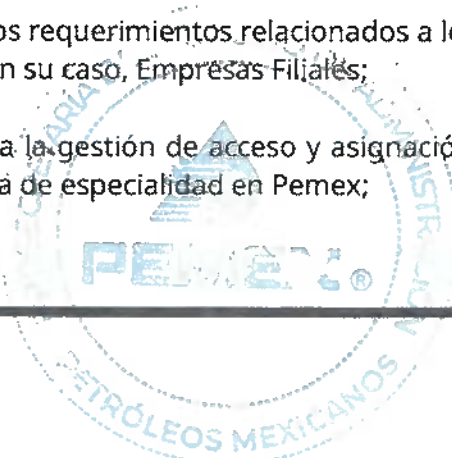 os requerimientos relacionados a l
n su caso, Empresas Filiales;
a la gestión de acceso y asignació
a de especialidad en Pemex;
PEMEX®
PETRÓLEOS MEXICANOS